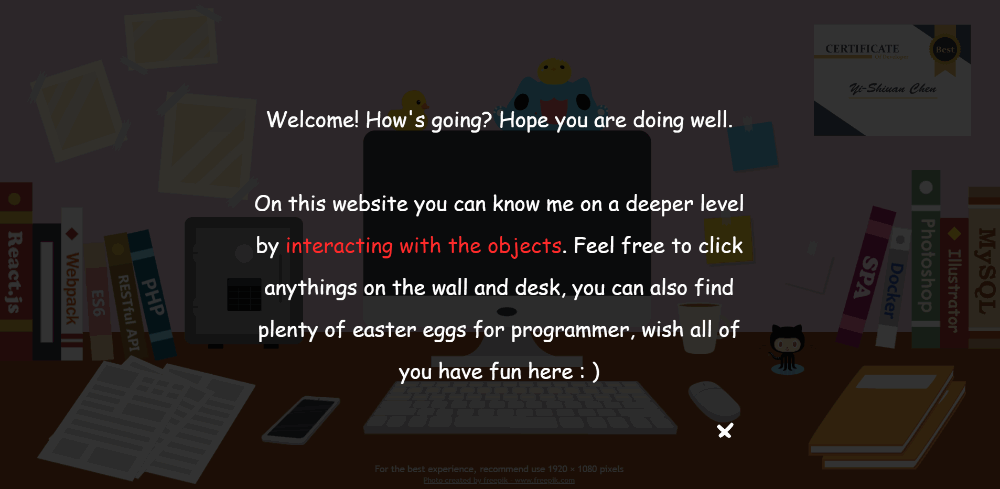 CERTIFICATE
Best
Yi-Shiuan Chen
Welcome! How's going? Hope you are doing well.
On this website you can know me on a deeper level
by interacting with the objects. Feel free to click
anythings on the wall and desk, you can also find
plenty of easter eggs for programmer, wish all of
you have fun here : )
React.js
Webpack
ES6
RESTful API
PHP
SPA
Docker
Photoshop
Illustrator
MySQL
For the best experience, recommend use 1920 × 1080 pixels
Photo created by freepik - www.freepik.com